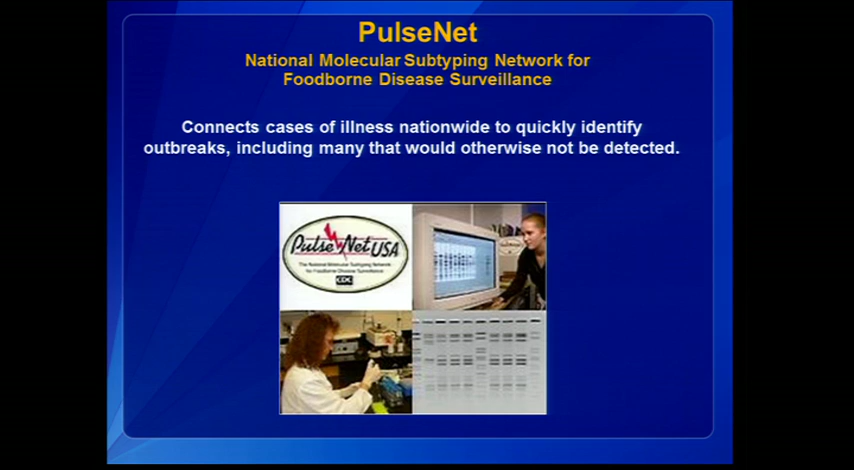 PulseNet
National Molecular Subtyping Network for
Foodborne Disease Surveillance
Connects cases of illness nationwide to quickly identify
outbreaks, including many that would otherwise not be detected.
PulseNet USA
The National Molecular Subtyping Network
for Foodborne Disease Surveillance
CDC